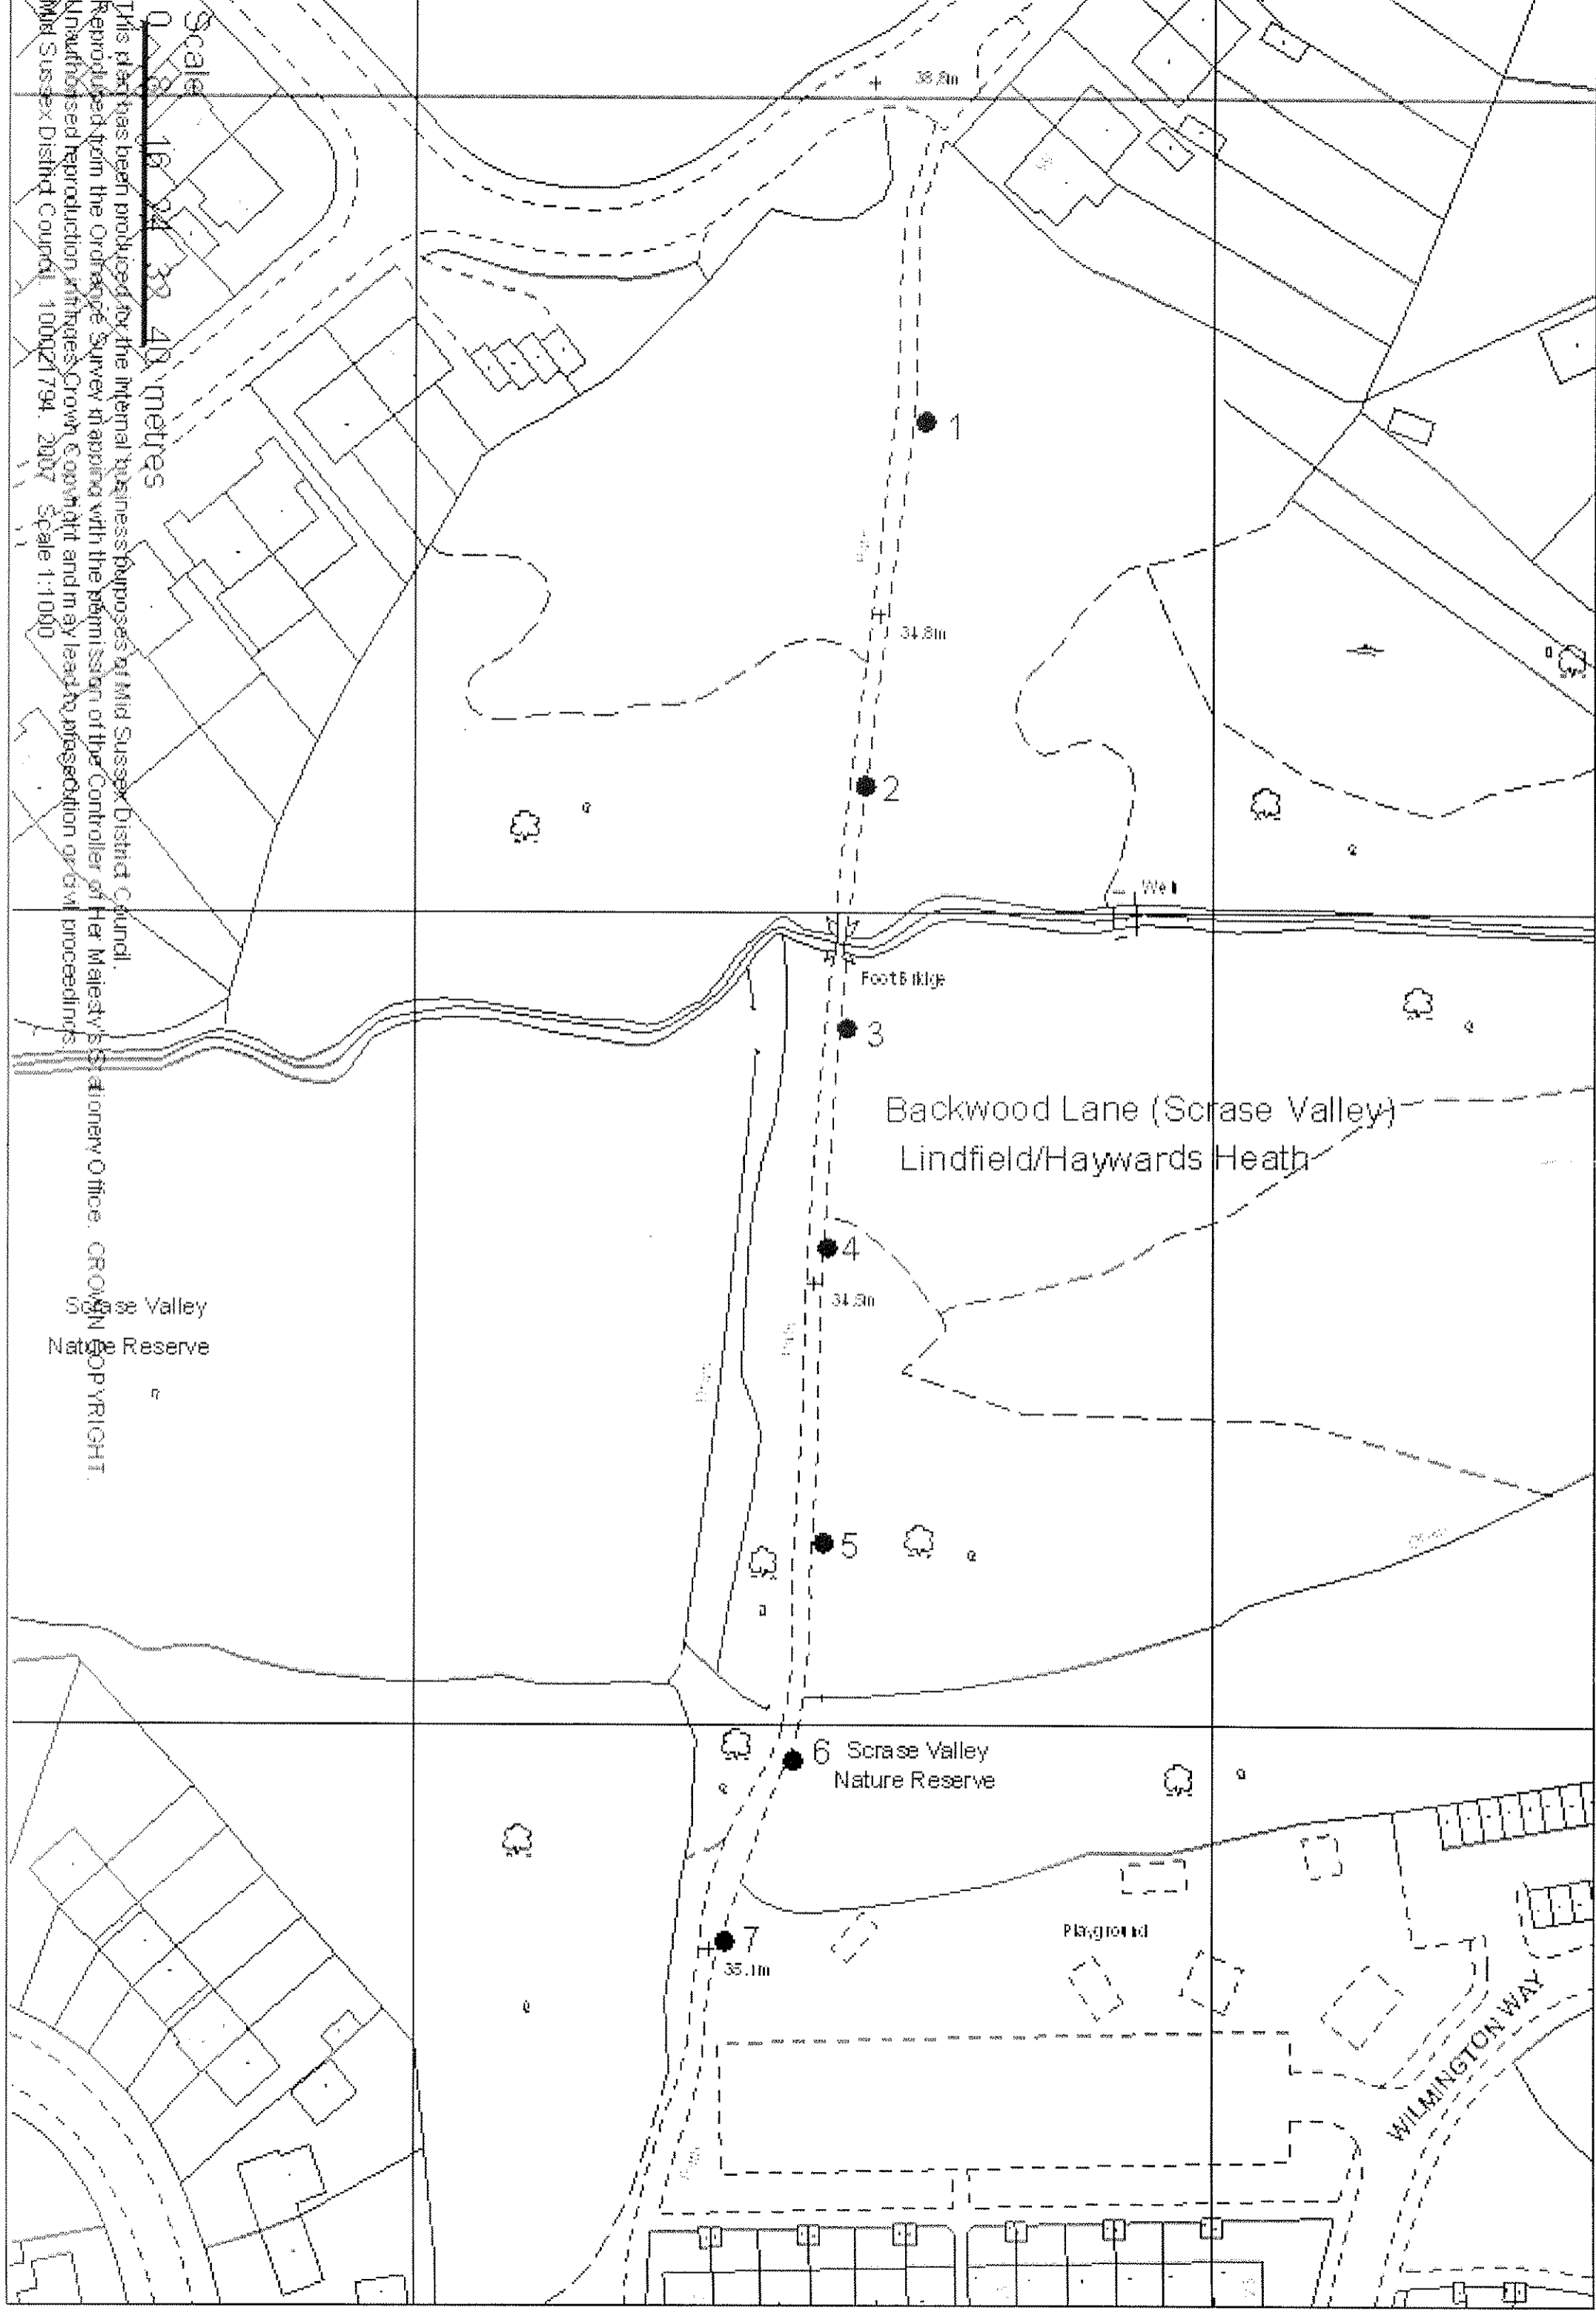 Scale
0 8 16 24 32 40 metres
This plan has been produced for the internal business purposes of Mid Sussex District Council.
Reproduced from the Ordnance Survey mapping with the permission of the Controller of Her Majesty's Stationery Office. CROWN COPYRIGHT.
Unauthorised reproduction infringes Crown Copyright and may lead to prosecution or civil proceedings.
Mid Sussex District Council. 100021794. 2007 Scale 1:1000
38.8m
1
34.8m
2
Weir
Foot Bridge
3
Backwood Lane (Scrase Valley)
Lindfield/Haywards Heath
4
Scrase Valley
Nature Reserve
5
6
Scrase Valley
Nature Reserve
Playground
7
WILMINGTON WAY